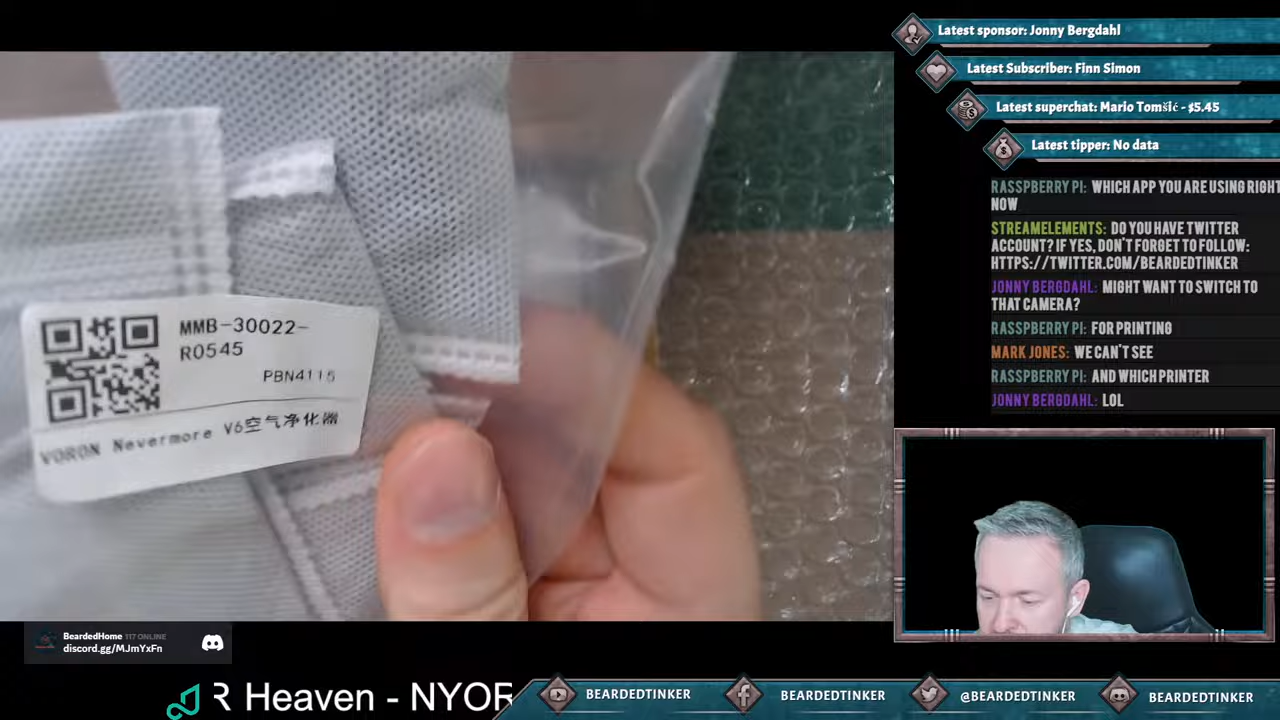 Latest sponsor: Jonny Bergdahl
Latest Subscriber: Finn Simon
Latest superchat: Mario Tomšić - $5.45
Latest tipper: No data
RASSPBERRY PI: WHICH APP YOU ARE USING RIGHT
NOW
STREAMELEMENTS: DO YOU HAVE TWITTER
ACCOUNT? IF YES, DON'T FORGET TO FOLLOW:
HTTPS://TWITTER.COM/BEARDEDTINKER
JONNY BERGDAHL: MIGHT WANT TO SWITCH TO
THAT CAMERA?
RASSPBERRY PI: FOR PRINTING
MARK JONES: WE CAN'T SEE
RASSPBERRY PI: AND WHICH PRINTER
JONNY BERGDAHL: LOL
MMB-30022-
R0545
PBN4115
VORON Nevermore V6空气净化器
BeardedHome 117 ONLINE
discord.gg/MJmYxFn
R Heaven - NYOR
BEARDEDTINKER
BEARDEDTINKER
@BEARDEDTINKER
BEARDEDTINKER